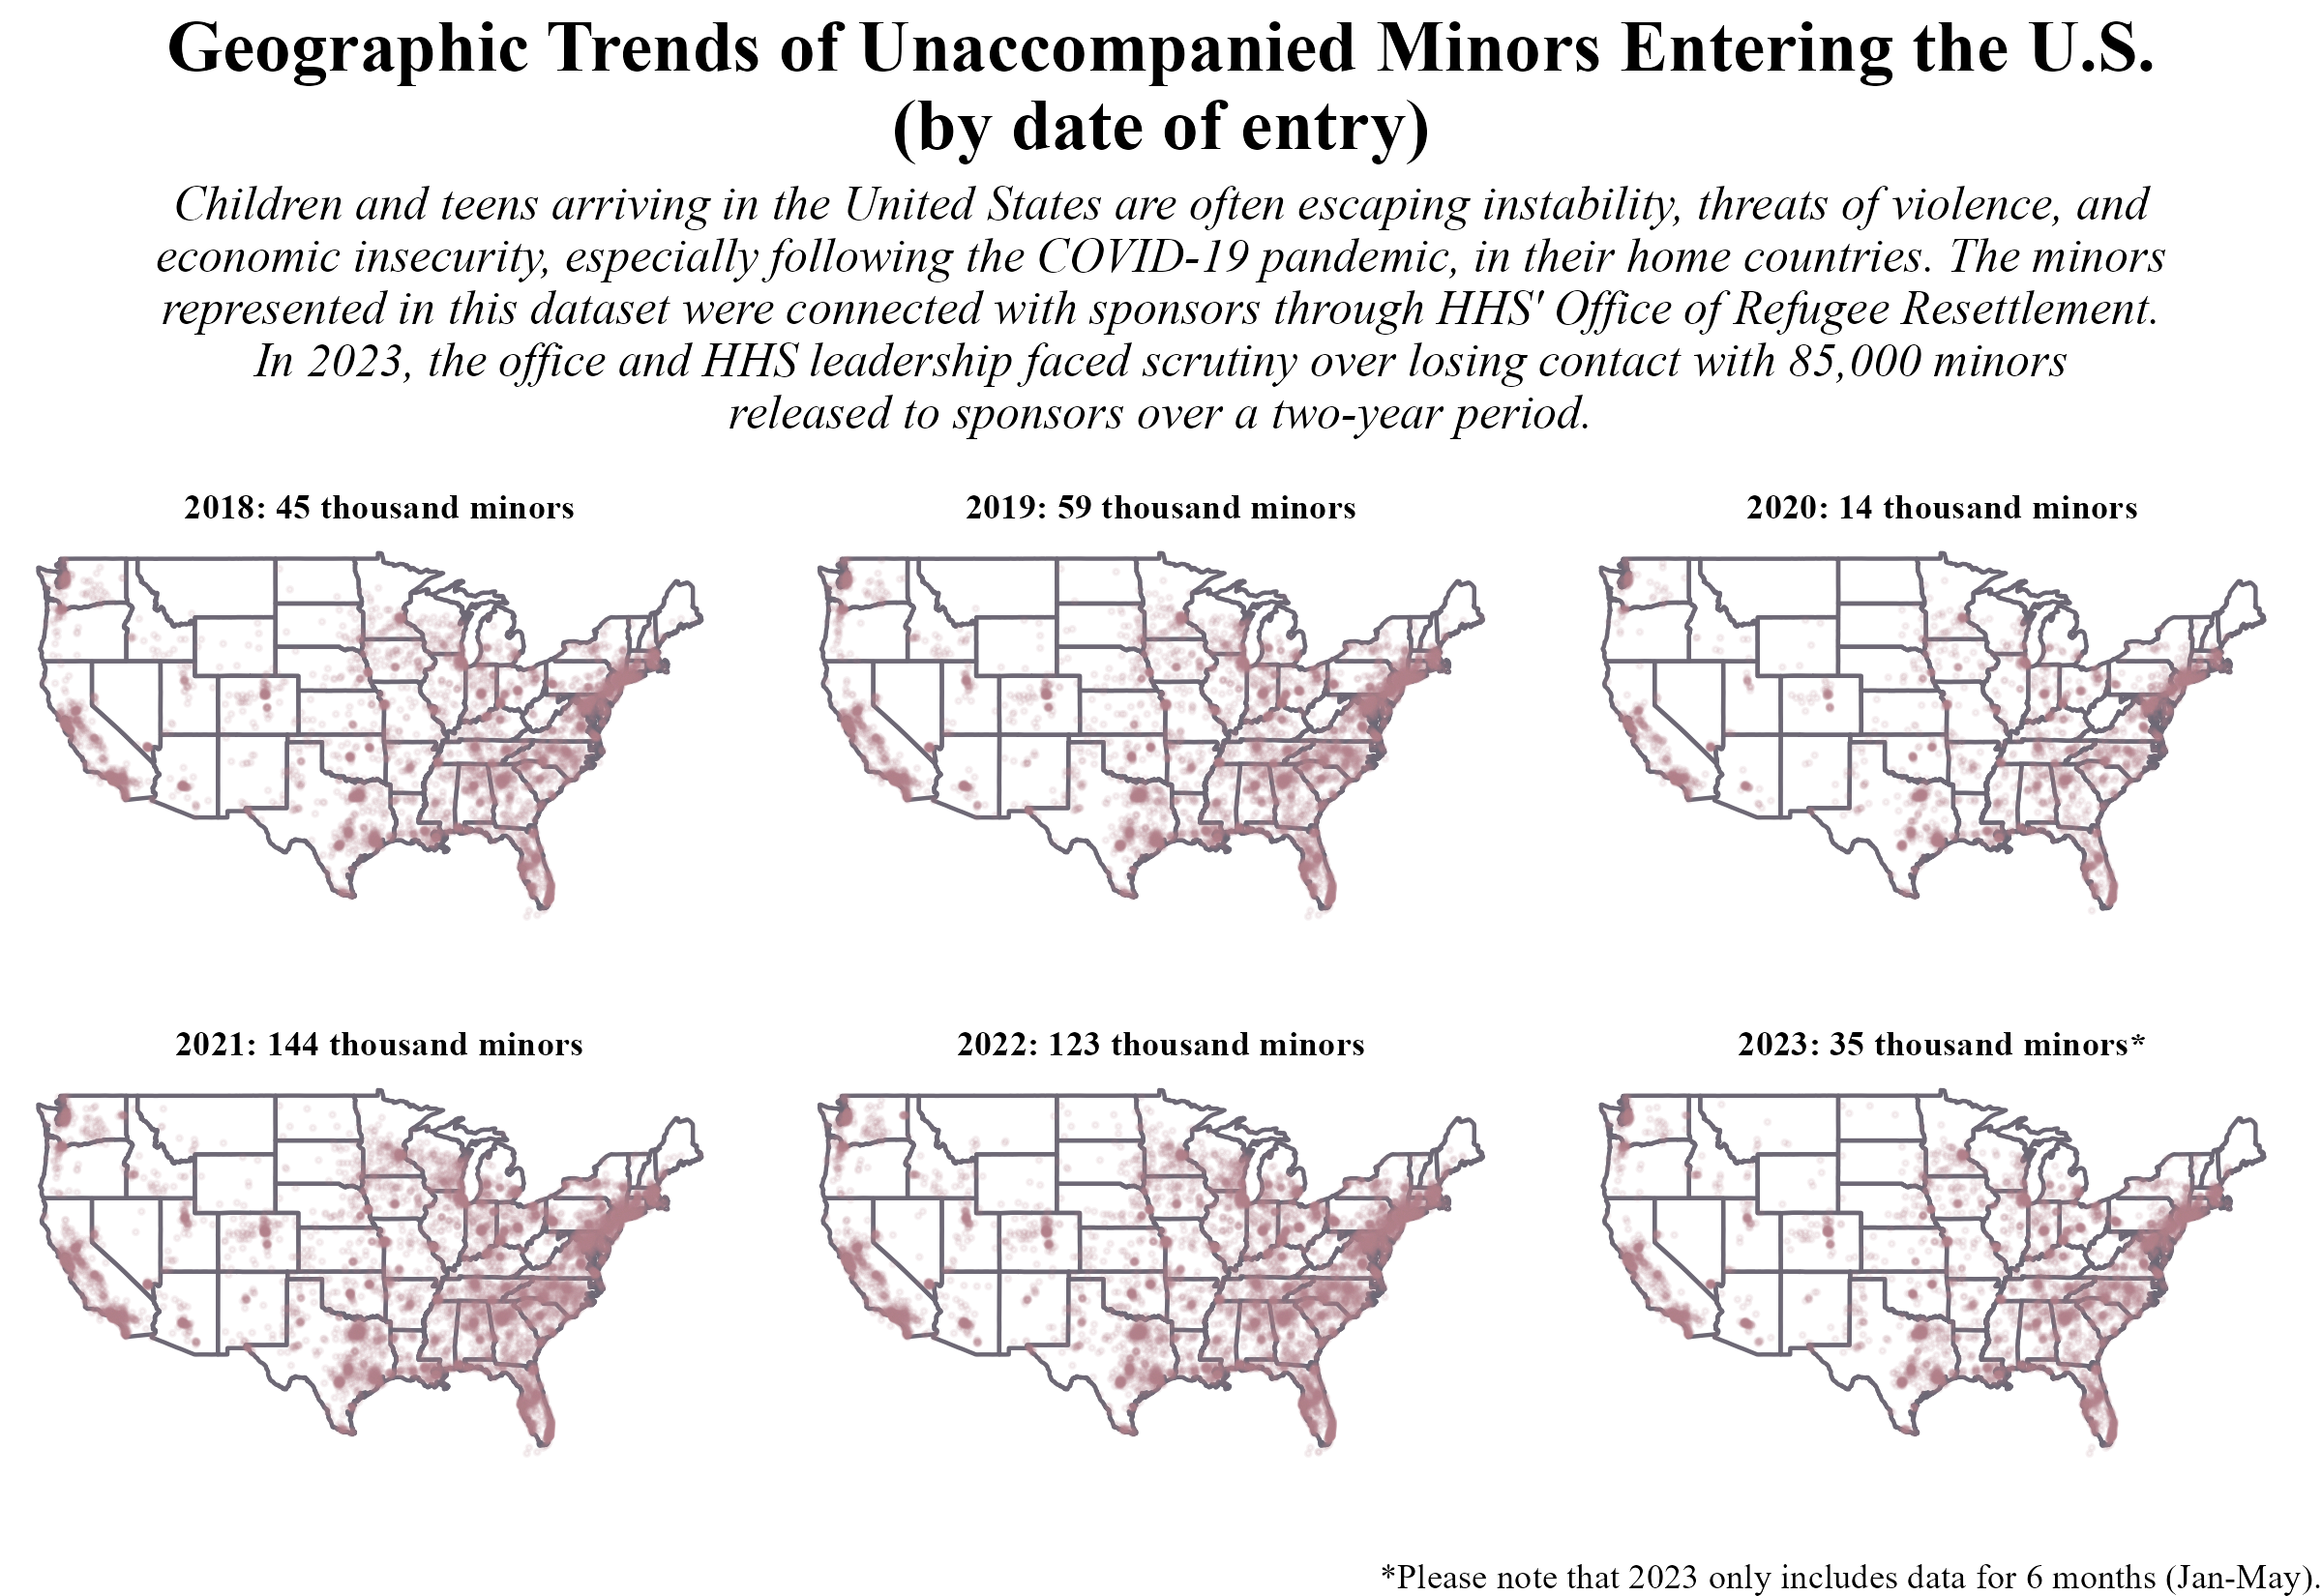 Geographic Trends of Unaccompanied Minors Entering the U.S.
(by date of entry)
Children and teens arriving in the United States are often escaping instability, threats of violence, and
economic insecurity, especially following the COVID-19 pandemic, in their home countries. The minors
represented in this dataset were connected with sponsors through HHS' Office of Refugee Resettlement.
In 2023, the office and HHS leadership faced scrutiny over losing contact with 85,000 minors
released to sponsors over a two-year period.
2018: 45 thousand minors
2019: 59 thousand minors
2020: 14 thousand minors
2021: 144 thousand minors
2022: 123 thousand minors
2023: 35 thousand minors*
*Please note that 2023 only includes data for 6 months (Jan-May)